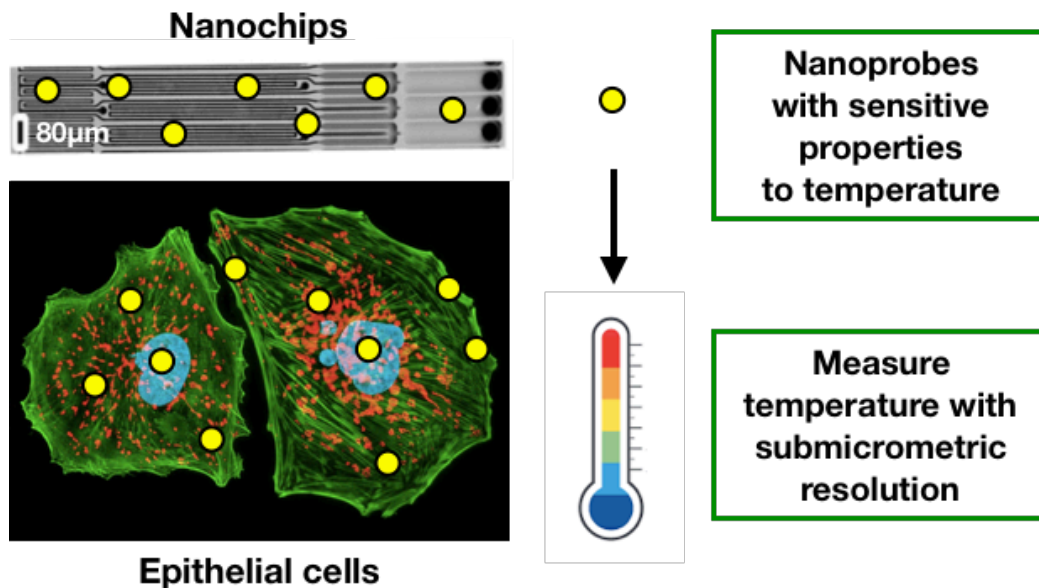 Nanochips
80µm
Nanoprobes
with sensitive
properties
to temperature
Measure
temperature with
submicrometric
resolution
Epithelial cells